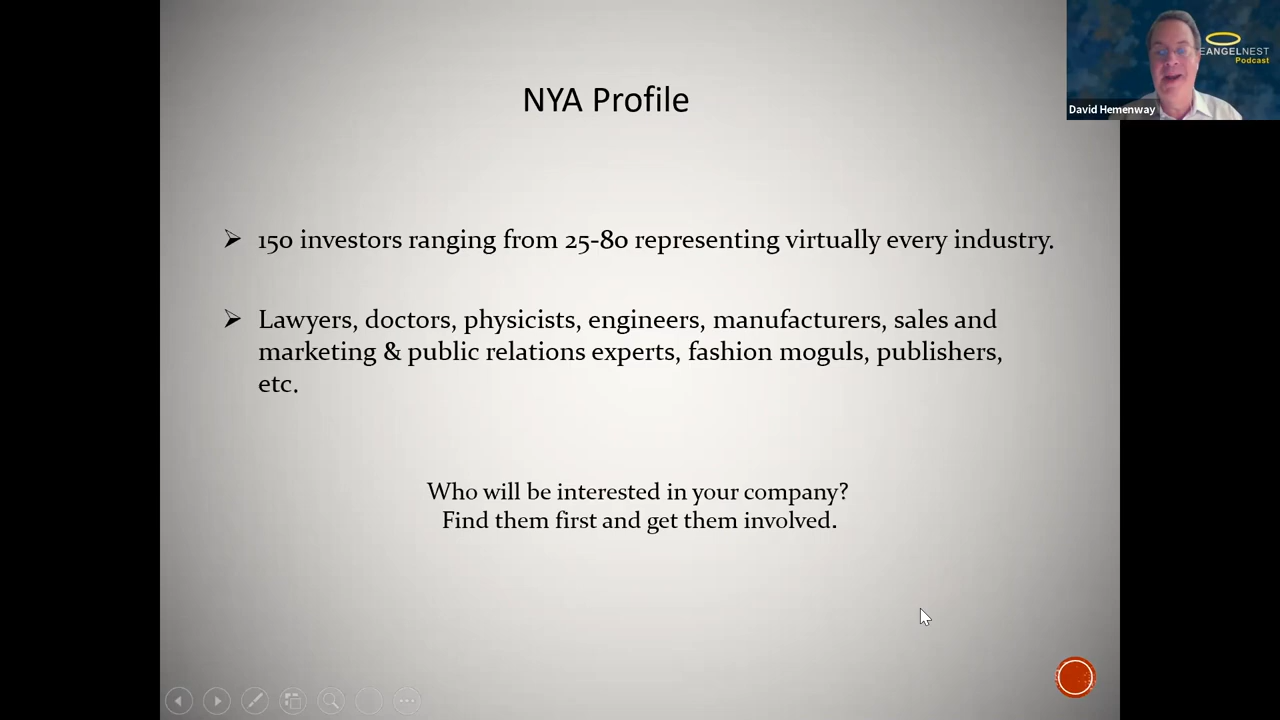 NYA Profile
150 investors ranging from 25-80 representing virtually every industry.
Lawyers, doctors, physicists, engineers, manufacturers, sales and
marketing & public relations experts, fashion moguls, publishers,
etc.
Who will be interested in your company?
Find them first and get them involved.
EANGELNEST
Podcast
David Hemenway